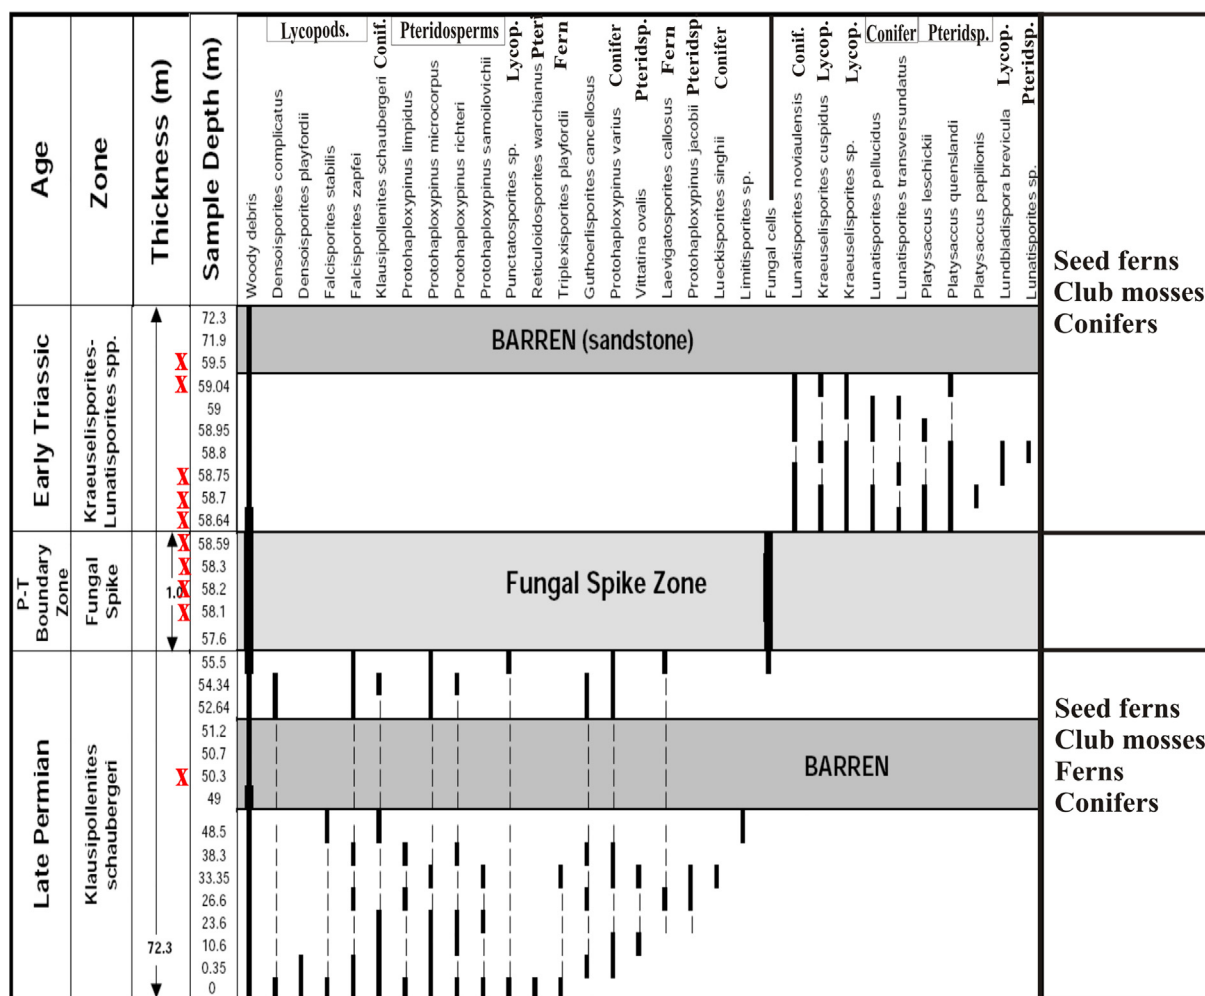 Age
Zone
Thickness (m)
Sample Depth (m)
Lycopods.
Conif.
Pteridosperms
Lycop.
Pteri
Fern
Conifer
Pteridsp.
Fern
Pteridsp
Conifer
Conif.
Lycop.
Lycop.
Conifer
Pteridsp.
Lycop.
Pteridsp.
Woody debris
Densoisporites complicatus
Densoisporites playfordii
Falcisporites stabilis
Falcisporites zapfei
Klausipollenites schaubergeri
Protohaploxypinus limpidus
Protohaploxypinus microcorpus
Protohaploxypinus richteri
Protohaploxypinus samoilovichii
Punctatosporites sp.
Reticuloidosporites warchianus
Triplexisporites playfordii
Guthoerlisporites cancellosus
Protohaploxypinus varius
Vittatina ovalis
Laevigatosporites callosus
Protohaploxypinus jacobii
Lueckisporites singhii
Limitisporites sp.
Fungal cells
Lunatisporites noviaulensis
Kraeuselisporites cuspidus
Kraeuselisporites sp.
Lunatisporites pellucidus
Lunatisporites transversundatus
Platysaccus leschickii
Platysaccus quenslandi
Platysaccus papilionis
Lundbladispora brevicula
Lunatisporites sp.
Seed ferns
Club mosses
Conifers
Early Triassic
Kraeuselisporites-
Lunatisporites spp.
72.3
71.9
X 59.5
X 59.04
59
58.95
58.8
X 58.75
X 58.7
X 58.64
BARREN (sandstone)
P-T
Boundary
Zone
Fungal
Spike
1.0
X 58.59
X 58.3
X 58.2
X 58.1
57.6
Fungal Spike Zone
Late Permian
Klausipollenites
schaubergeri
72.3
55.5
54.34
52.64
51.2
50.7
X 50.3
49
48.5
38.3
33.35
26.6
23.6
10.6
0.35
0
BARREN
Seed ferns
Club mosses
Ferns
Conifers